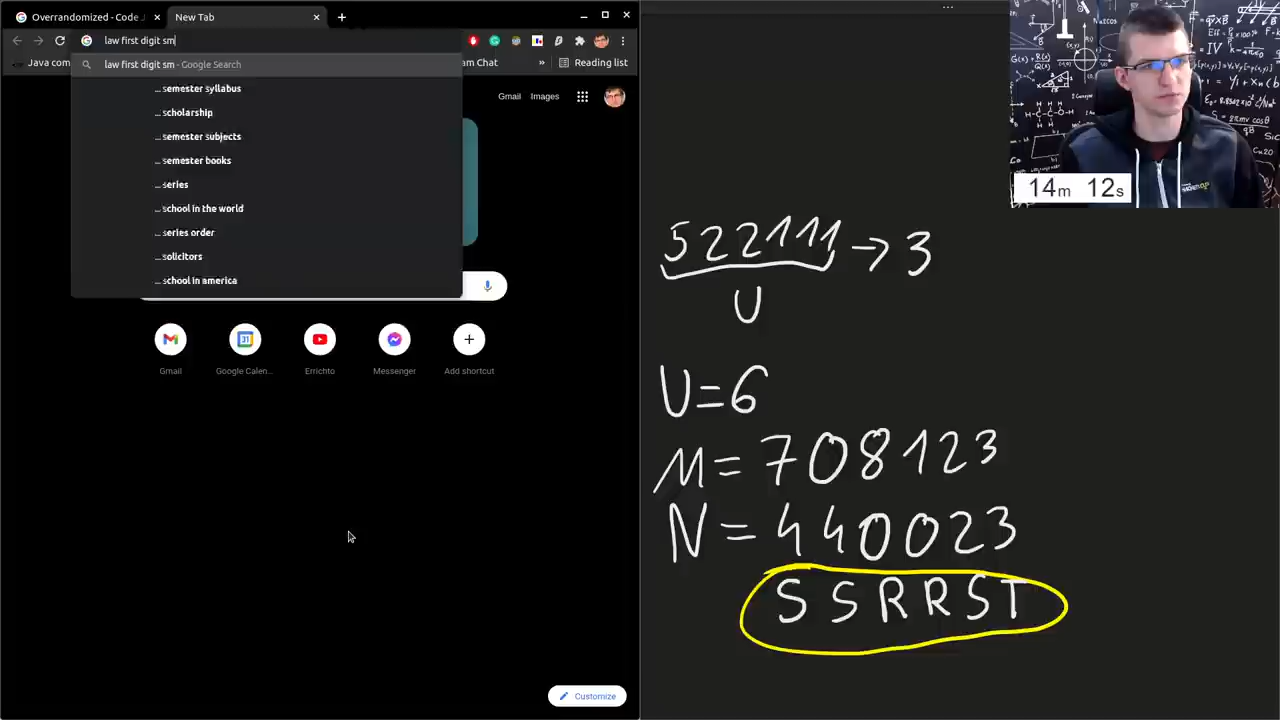 Overrandomized - Code J
New Tab
law first digit sm
Java com
am Chat
»
Reading list
law first digit sm - Google Search
... semester syllabus
... scholarship
... semester subjects
... semester books
... series
... school in the world
... series order
... solicitors
... school in america
Gmail
Images
Gmail
Google Calen...
Errichto
Messenger
Add shortcut
Customize
14m 12s
522111 → 3
U
U=6
M=708123
N=440023
SSRRST